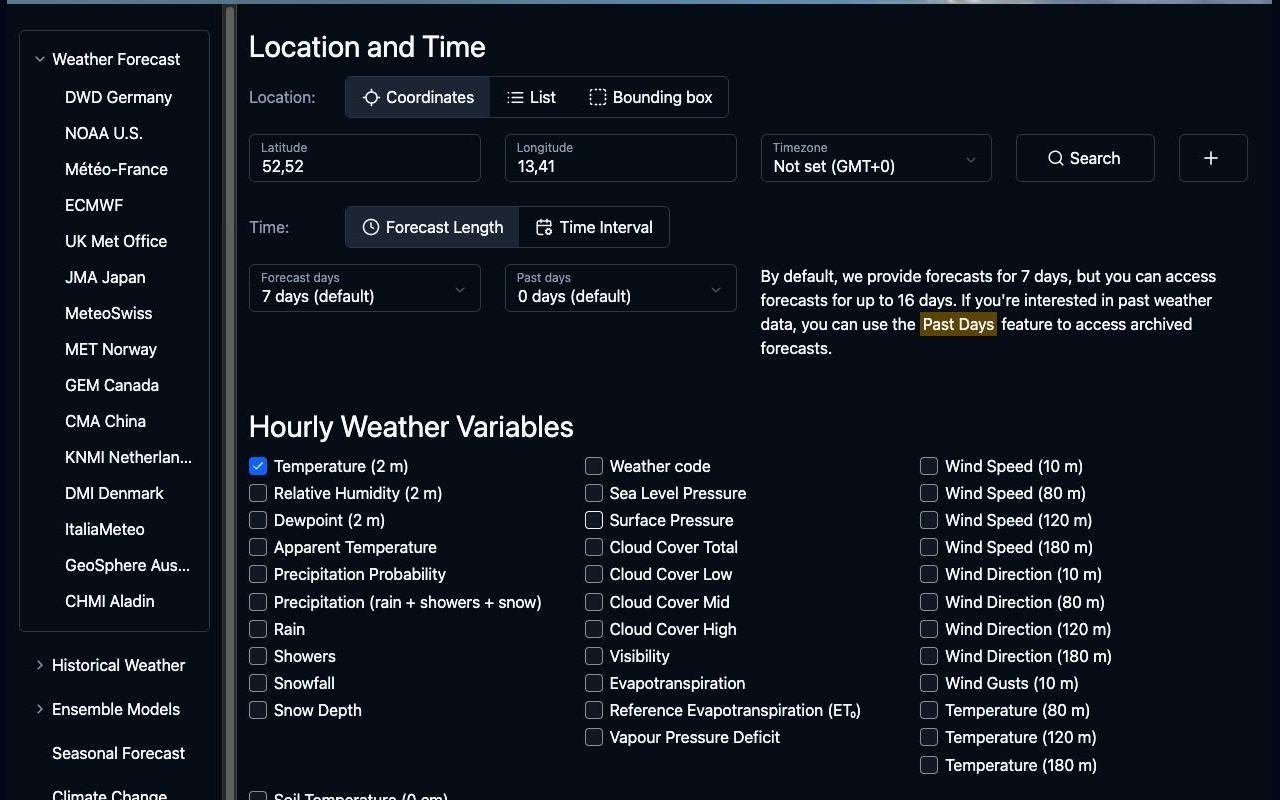 Weather Forecast
DWD Germany
NOAA U.S.
Météo-France
ECMWF
UK Met Office
JMA Japan
MeteoSwiss
MET Norway
GEM Canada
CMA China
KNMI Netherlan...
DMI Denmark
ItaliaMeteo
GeoSphere Aus...
CHMI Aladin
Historical Weather
Ensemble Models
Seasonal Forecast
Climate Change
Location and Time
Location:
Coordinates
List
Bounding box
Latitude
52,52
Longitude
13,41
Timezone
Not set (GMT+0)
Search
+
Time:
Forecast Length
Time Interval
Forecast days
7 days (default)
Past days
0 days (default)
By default, we provide forecasts for 7 days, but you can access
forecasts for up to 16 days. If you're interested in past weather
data, you can use the Past Days feature to access archived
forecasts.
Hourly Weather Variables
Temperature (2 m)
Relative Humidity (2 m)
Dewpoint (2 m)
Apparent Temperature
Precipitation Probability
Precipitation (rain + showers + snow)
Rain
Showers
Snowfall
Snow Depth
Weather code
Sea Level Pressure
Surface Pressure
Cloud Cover Total
Cloud Cover Low
Cloud Cover Mid
Cloud Cover High
Visibility
Evapotranspiration
Reference Evapotranspiration (ET₀)
Vapour Pressure Deficit
Wind Speed (10 m)
Wind Speed (80 m)
Wind Speed (120 m)
Wind Speed (180 m)
Wind Direction (10 m)
Wind Direction (80 m)
Wind Direction (120 m)
Wind Direction (180 m)
Wind Gusts (10 m)
Temperature (80 m)
Temperature (120 m)
Temperature (180 m)
Soil Temperature (0 cm)